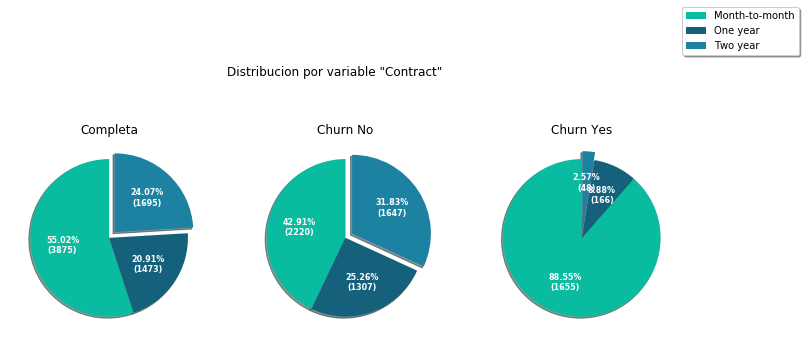 Month-to-month
One year
Two year
Distribucion por variable "Contract"
Completa
24.07%
(1695)
55.02%
(3875)
20.91%
(1473)
Churn No
31.83%
(1647)
42.91%
(2220)
25.26%
(1307)
Churn Yes
2.57%
(48)
8.88%
(166)
88.55%
(1655)